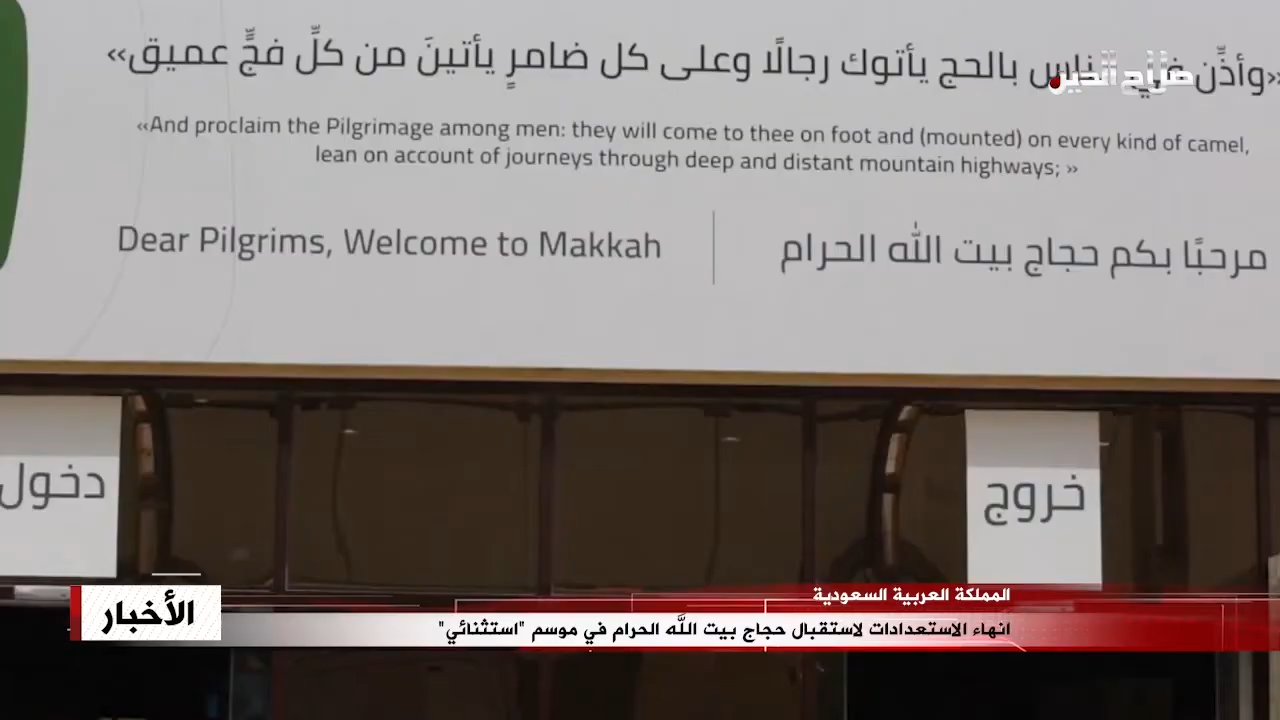 «وأذِّن في الناس بالحج يأتوك رجالًا وعلى كل ضامرٍ يأتينَ من كلِّ فجٍّ عميق»
صلاح الدين
«And proclaim the Pilgrimage among men: they will come to thee on foot and (mounted) on every kind of camel,
lean on account of journeys through deep and distant mountain highways; »
مرحبًا بكم حجاج بيت الله الحرام
Dear Pilgrims, Welcome to Makkah
خروج
دخول
المملكة العربية السعودية
انهاء الاستعدادات لاستقبال حجاج بيت الله الحرام في موسم "استثنائي"
الأخبار